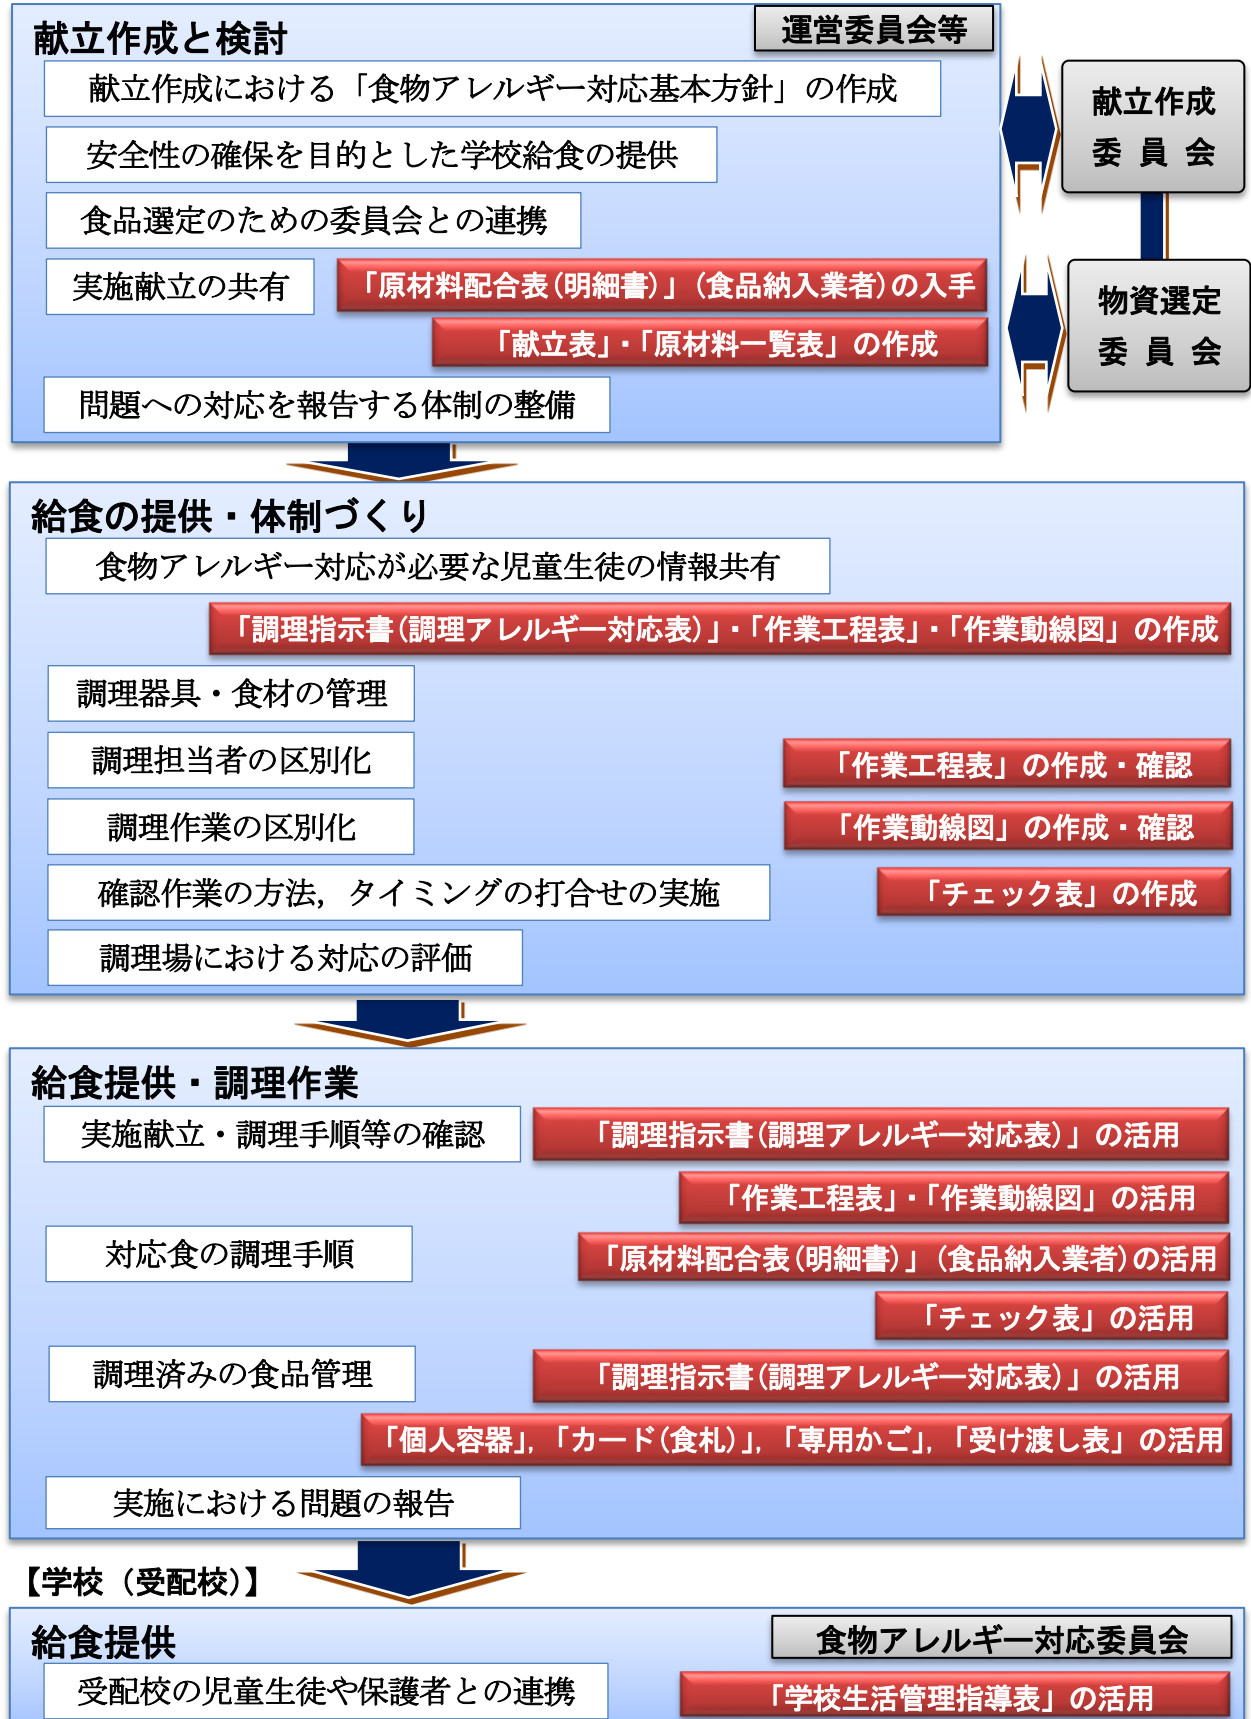 献立作成と検討
運営委員会等
献立作成における「食物アレルギー対応基本方針」の作成
安全性の確保を目的とした学校給食の提供
食品選定のための委員会との連携
実施献立の共有
「原材料配合表(明細書)」(食品納入業者)の入手
「献立表」・「原材料一覧表」の作成
問題への対応を報告する体制の整備
献立作成
委員会
物資選定
委員会
給食の提供・体制づくり
食物アレルギー対応が必要な児童生徒の情報共有
「調理指示書(調理アレルギー対応表)」・「作業工程表」・「作業動線図」の作成
調理器具・食材の管理
調理担当者の区別化
「作業工程表」の作成・確認
調理作業の区別化
「作業動線図」の作成・確認
確認作業の方法，タイミングの打合せの実施
「チェック表」の作成
調理場における対応の評価
給食提供・調理作業
実施献立・調理手順等の確認
「調理指示書(調理アレルギー対応表)」の活用
「作業工程表」・「作業動線図」の活用
対応食の調理手順
「原材料配合表(明細書)」(食品納入業者)の活用
「チェック表」の活用
調理済みの食品管理
「調理指示書(調理アレルギー対応表)」の活用
「個人容器」，「カード(食札)」，「専用かご」，「受け渡し表」の活用
実施における問題の報告
【学校（受配校）】
給食提供
食物アレルギー対応委員会
受配校の児童生徒や保護者との連携
「学校生活管理指導表」の活用